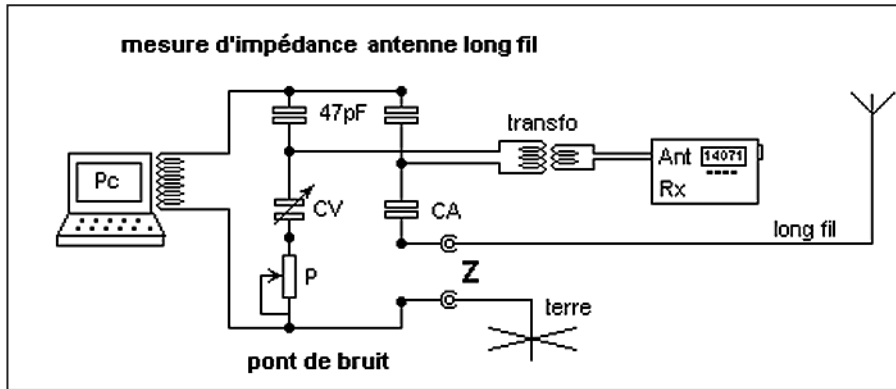 mesure d'impédance antenne long fil
47pF
transfo
Pc
Ant 14071
Rx
CV
CA
long fil
P
Z
terre
pont de bruit